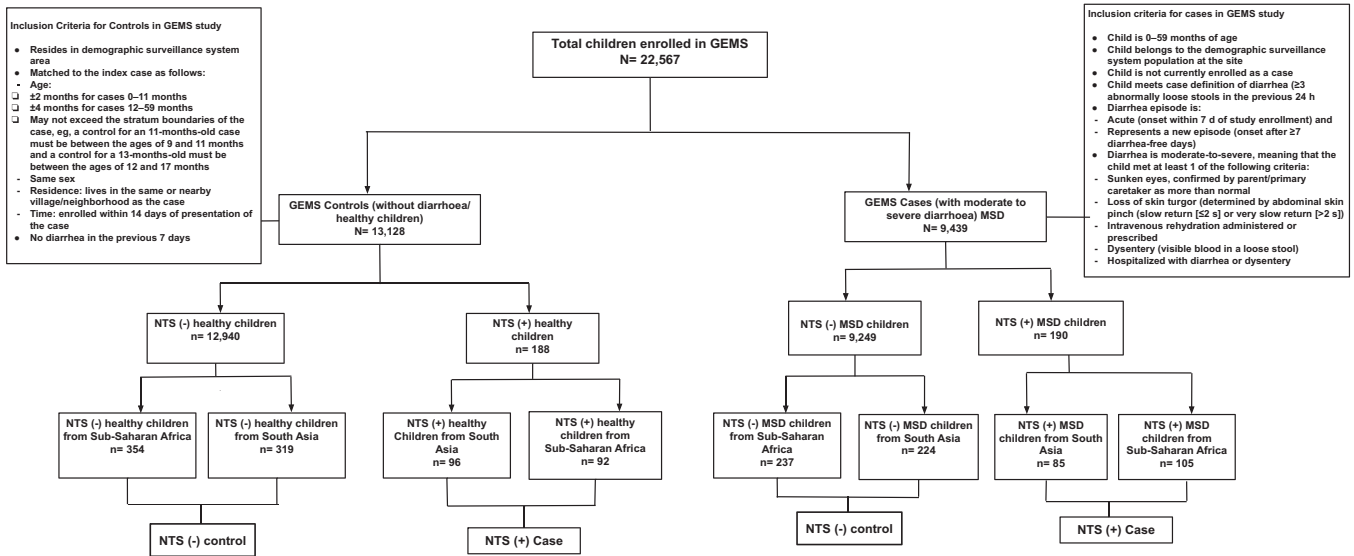 Inclusion Criteria for Controls in GEMS study
● Resides in demographic surveillance system
area
● Matched to the index case as follows:
- Age:
❏ ±2 months for cases 0–11 months
❏ ±4 months for cases 12–59 months
❏ May not exceed the stratum boundaries of the
case, eg, a control for an 11-months-old case
must be between the ages of 9 and 11 months
and a control for a 13-months-old must be
between the ages of 12 and 17 months
- Same sex
- Residence: lives in the same or nearby
village/neighborhood as the case
- Time: enrolled within 14 days of presentation of
the case
● No diarrhea in the previous 7 days
Total children enrolled in GEMS
N= 22,567
Inclusion criteria for cases in GEMS study
● Child is 0–59 months of age
● Child belongs to the demographic surveillance
system population at the site
● Child is not currently enrolled as a case
● Child meets case definition of diarrhea (≥3
abnormally loose stools in the previous 24 h
● Diarrhea episode is:
- Acute (onset within 7 d of study enrollment) and
- Represents a new episode (onset after ≥7
diarrhea-free days)
● Diarrhea is moderate-to-severe, meaning that the
child met at least 1 of the following criteria:
- Sunken eyes, confirmed by parent/primary
caretaker as more than normal
- Loss of skin turgor (determined by abdominal skin
pinch (slow return [≤2 s] or very slow return [>2 s])
- Intravenous rehydration administered or
prescribed
- Dysentery (visible blood in a loose stool)
- Hospitalized with diarrhea or dysentery
GEMS Controls (without diarrhoea/
healthy children)
N= 13,128
GEMS Cases (with moderate to
severe diarrhoea) MSD
N= 9,439
NTS (-) healthy children
n= 12,940
NTS (+) healthy
children
n= 188
NTS (-) MSD children
n= 9,249
NTS (+) MSD children
n= 190
NTS (-) healthy children
from Sub-Saharan Africa
n= 354
NTS (-) healthy children
from South Asia
n= 319
NTS (+) healthy
Children from South
Asia
n= 96
NTS (+) healthy
children from
Sub-Saharan Africa
n= 92
NTS (-) MSD
children from
Sub-Saharan
Africa
n= 237
NTS (-) MSD children
from South Asia
n= 224
NTS (+) MSD
children from South
Asia
n= 85
NTS (+) MSD
children from
Sub-Saharan Africa
n= 105
NTS (-) control
NTS (+) Case
NTS (-) control
NTS (+) Case